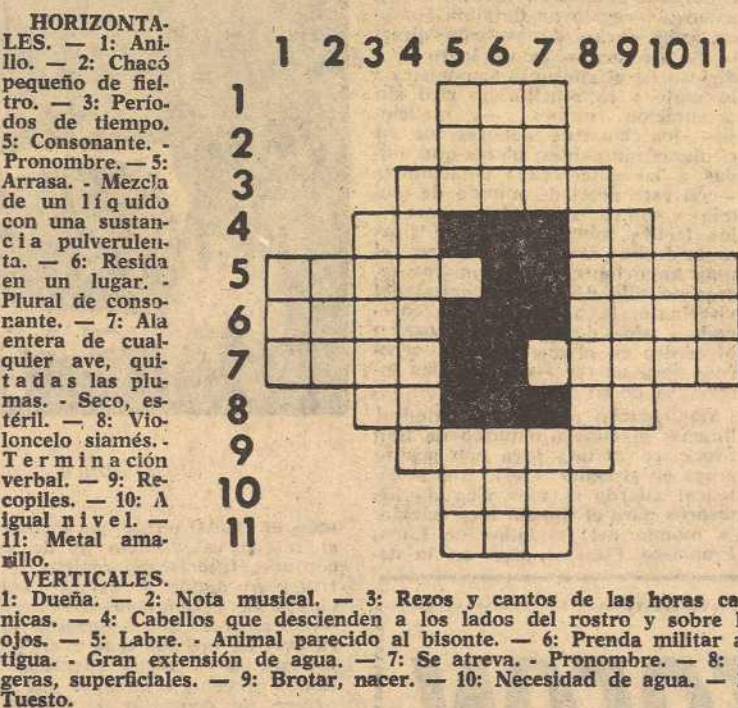 HORIZONTA-
LES. — 1: Ani-
llo. — 2: Chacó
pequeño de fiel-
tro. — 3: Perío-
dos de tiempo.
5: Consonante. -
Pronombre. — 5:
Arrasa. - Mezcla
de un líquido
con una sustan-
cia pulverulen-
ta. — 6: Resida
en un lugar. -
Plural de conso-
nante. — 7: Ala
entera de cual-
quier ave, qui-
tadas las plu-
mas. - Seco, es-
téril. — 8: Vio-
loncelo siamés. -
Terminación
verbal. — 9: Re-
copiles. — 10: A
igual nivel. —
11: Metal ama-
rillo.
1 2 3 4 5 6 7 8 9 10 11
1
2
3
4
5
6
7
8
9
10
11
VERTICALES.
1: Dueña. — 2: Nota musical. — 3: Rezos y cantos de las horas ca
nicas. — 4: Cabellos que descienden a los lados del rostro y sobre l
ojos. — 5: Labre. - Animal parecido al bisonte. — 6: Prenda militar a
tigua. - Gran extensión de agua. — 7: Se atreva. - Pronombre. — 8:
geras, superficiales. — 9: Brotar, nacer. — 10: Necesidad de agua. —
Tuesto.